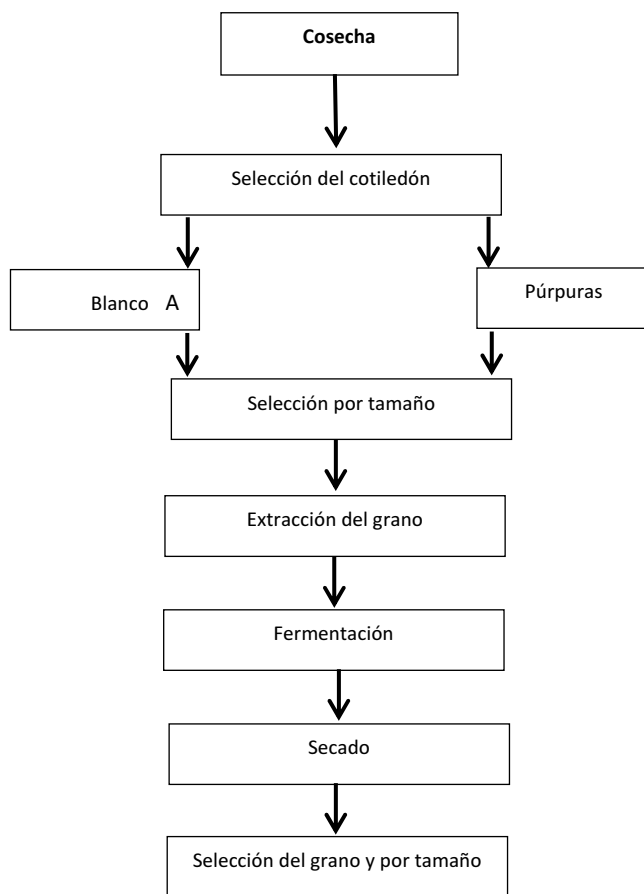 Cosecha
Selección del cotiledón
Blanco A
Púrpuras
Selección por tamaño
Extracción del grano
Fermentación
Secado
Selección del grano y por tamaño